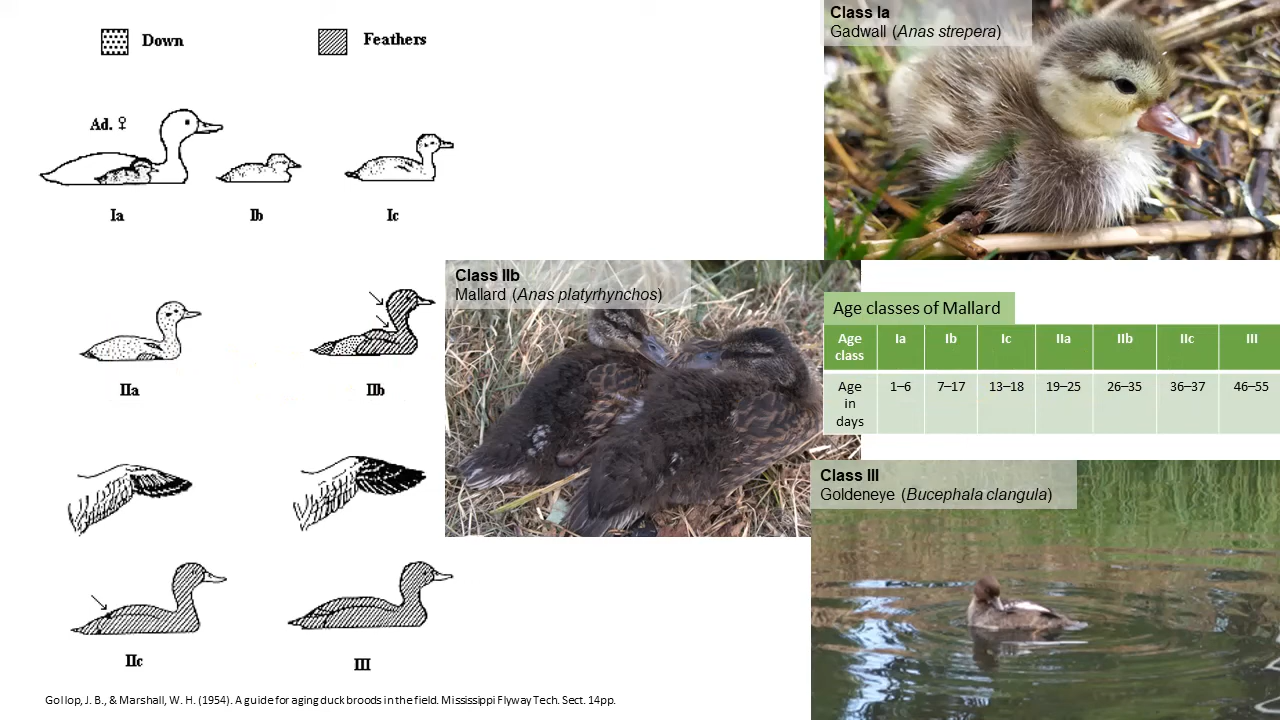 Down
Feathers
Ad. ♀
Ia
Ib
Ic
IIa
IIb
IIc
III
Gollop, J. B., & Marshall, W. H. (1954). A guide for aging duck broods in the field. Mississippi Flyway Tech. Sect. 14pp.
Class Ia
Gadwall (Anas strepera)
Class IIb
Mallard (Anas platyrhynchos)
Age classes of Mallard
Age class Ia Ib Ic IIa IIb IIc III
Age in days 1–6 7–17 13–18 19–25 26–35 36–37 46–55
Class III
Goldeneye (Bucephala clangula)